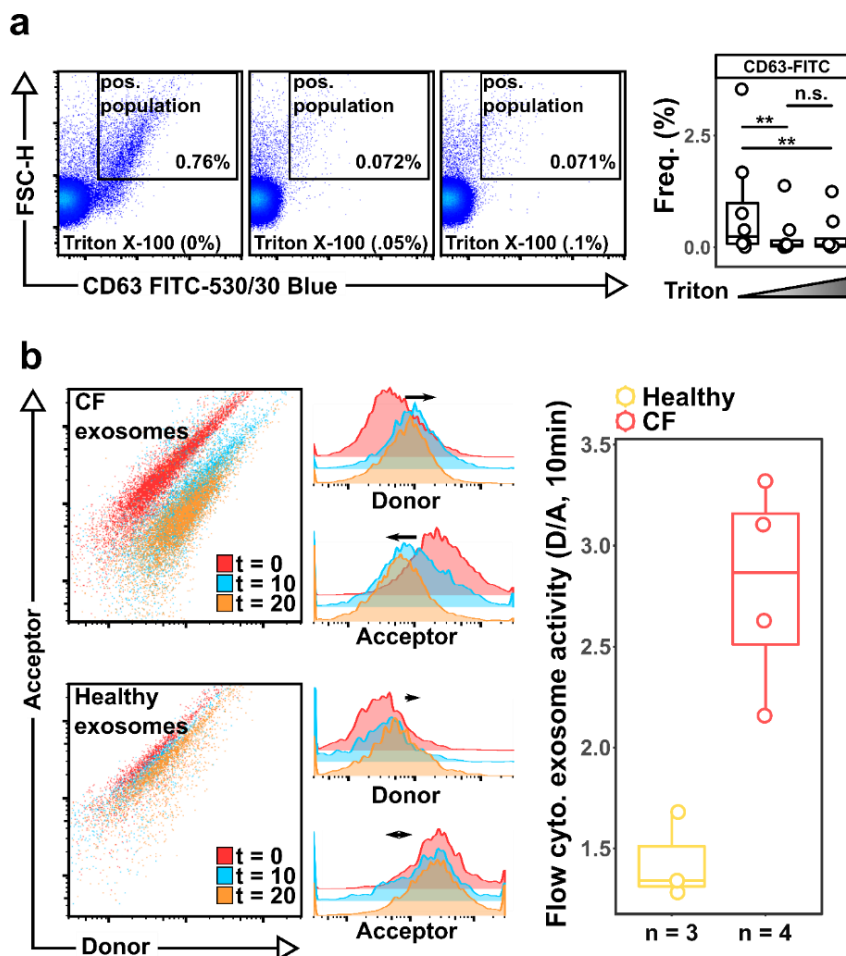 a
FSC-H
pos.
population
0.76%
Triton X-100 (0%)
pos.
population
0.072%
Triton X-100 (.05%)
pos.
population
0.071%
Triton X-100 (.1%)
CD63 FITC-530/30 Blue
CD63-FITC
n.s.
**
**
Freq. (%)
2.5
0.0
Triton
b
Acceptor
CF
exosomes
t = 0
t = 10
t = 20
Donor
Acceptor
Healthy
exosomes
t = 0
t = 10
t = 20
Donor
Acceptor
Donor
Healthy
CF
Flow cyto. exosome activity (D/A, 10min)
3.5
3.0
2.5
2.0
1.5
n = 3
n = 4